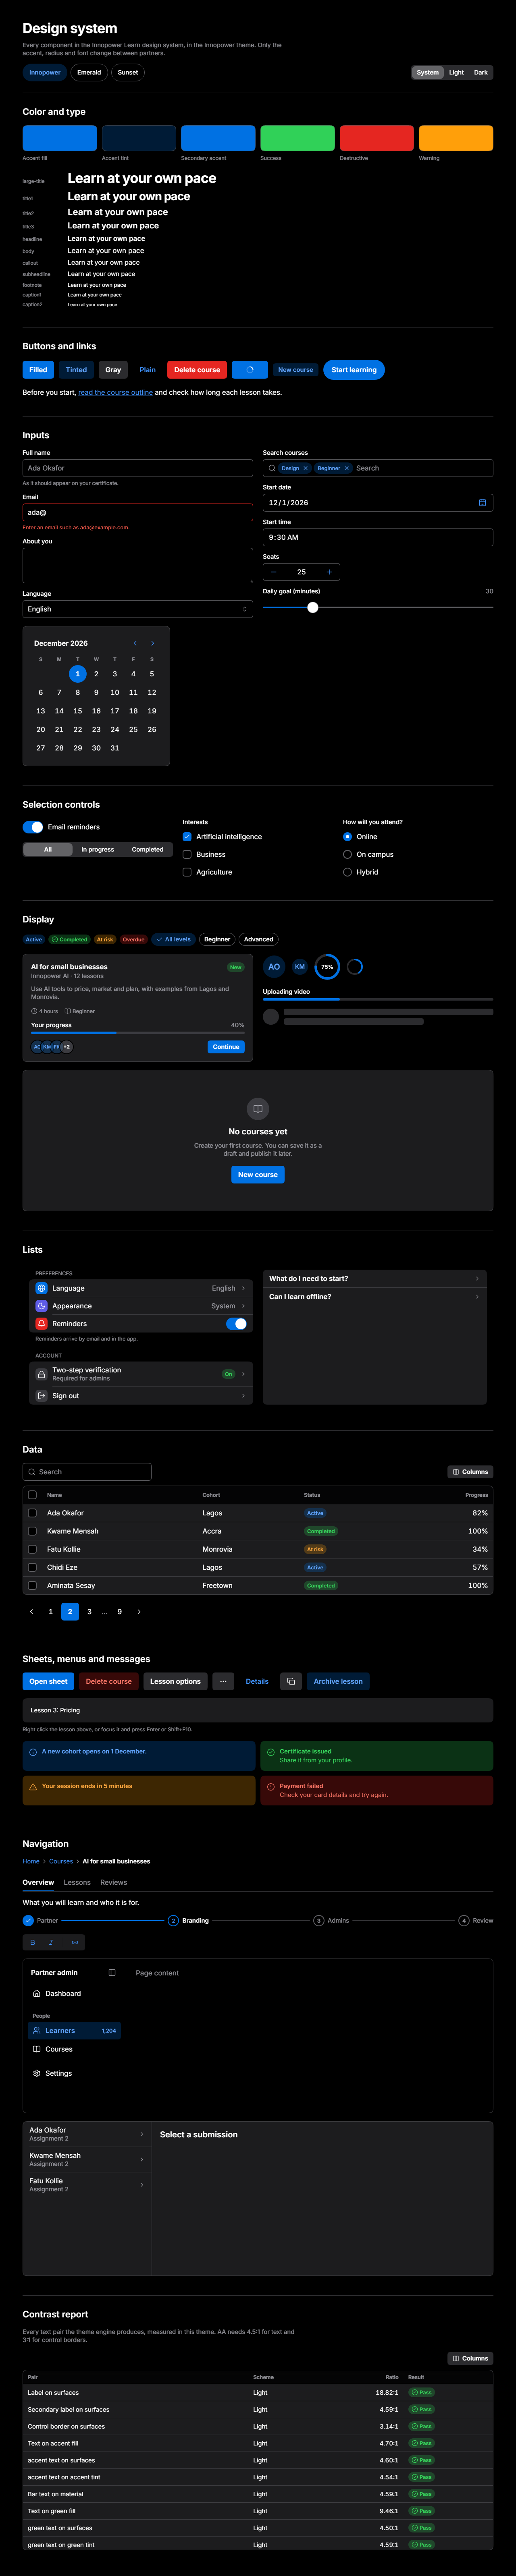 Design system
Every component in the Innopower Learn design system, in the Innopower theme. Only the
accent, radius and font change between partners.
Innopower Emerald Sunset System Light Dark
Color and type
Accent fill Accent tint Secondary accent Success Destructive Warning
large-title Learn at your own pace
title1 Learn at your own pace
title2 Learn at your own pace
title3 Learn at your own pace
headline Learn at your own pace
body Learn at your own pace
callout Learn at your own pace
subheadline Learn at your own pace
footnote Learn at your own pace
caption1 Learn at your own pace
caption2 Learn at your own pace
Buttons and links
Filled Tinted Gray Plain Delete course New course Start learning
Before you start, read the course outline and check how long each lesson takes.
Inputs
Full name
Ada Okafor
As it should appear on your certificate.
Email
ada@
Enter an email such as ada@example.com.
About you
Language
English
Search courses
Design Beginner Search
Start date
12/1/2026
Start time
9:30 AM
Seats
25
Daily goal (minutes) 30
December 2026
S M T W T F S
1 2 3 4 5
6 7 8 9 10 11 12
13 14 15 16 17 18 19
20 21 22 23 24 25 26
27 28 29 30 31
Selection controls
Email reminders
All In progress Completed
Interests
Artificial intelligence
Business
Agriculture
How will you attend?
Online
On campus
Hybrid
Display
Active Completed At risk Overdue All levels Beginner Advanced
AI for small businesses New
Innopower AI · 12 lessons
Use AI tools to price, market and plan, with examples from Lagos and
Monrovia.
4 hours Beginner
Your progress 40%
+2 Continue
AO KM 75%
Uploading video
No courses yet
Create your first course. You can save it as a
draft and publish it later.
New course
Lists
PREFERENCES
Language English
Appearance System
Reminders
Reminders arrive by email and in the app.
ACCOUNT
Two-step verification On
Required for admins
Sign out
What do I need to start?
Can I learn offline?
Data
Search Columns
Name Cohort Status Progress
Ada Okafor Lagos Active 82%
Kwame Mensah Accra Completed 100%
Fatu Kollie Monrovia At risk 34%
Chidi Eze Lagos Active 57%
Aminata Sesay Freetown Completed 100%
1 2 3 … 9
Sheets, menus and messages
Open sheet Delete course Lesson options Details Archive lesson
Lesson 3: Pricing
Right click the lesson above, or focus it and press Enter or Shift+F10.
A new cohort opens on 1 December.
Certificate issued
Share it from your profile.
Your session ends in 5 minutes
Payment failed
Check your card details and try again.
Navigation
Home Courses AI for small businesses
Overview Lessons Reviews
What you will learn and who it is for.
Partner 2 Branding 3 Admins 4 Review
B I
Partner admin
Dashboard
People
Learners 1,204
Courses
Settings
Page content
Ada Okafor
Assignment 2
Kwame Mensah
Assignment 2
Fatu Kollie
Assignment 2
Select a submission
Contrast report
Every text pair the theme engine produces, measured in this theme. AA needs 4.5:1 for text and
3:1 for control borders.
Columns
Pair Scheme Ratio Result
Label on surfaces Light 18.82:1 Pass
Secondary label on surfaces Light 4.59:1 Pass
Control border on surfaces Light 3.14:1 Pass
Text on accent fill Light 4.70:1 Pass
accent text on surfaces Light 4.60:1 Pass
accent text on accent tint Light 4.54:1 Pass
Bar text on material Light 4.59:1 Pass
Text on green fill Light 9.46:1 Pass
green text on surfaces Light 4.50:1 Pass
green text on green tint Light 4.59:1 Pass